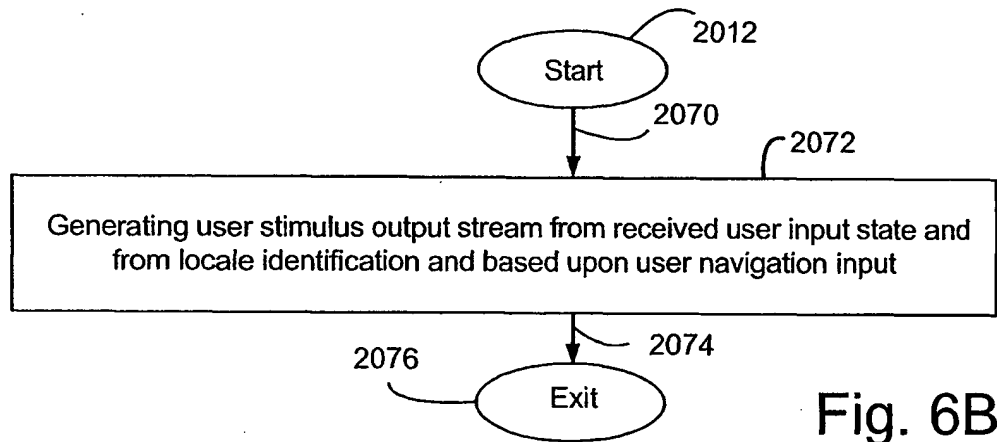 2012
Start
2070
2072
Generating user stimulus output stream from received user input state and
from locale identification and based upon user navigation input
2074
2076
Exit
Fig. 6B